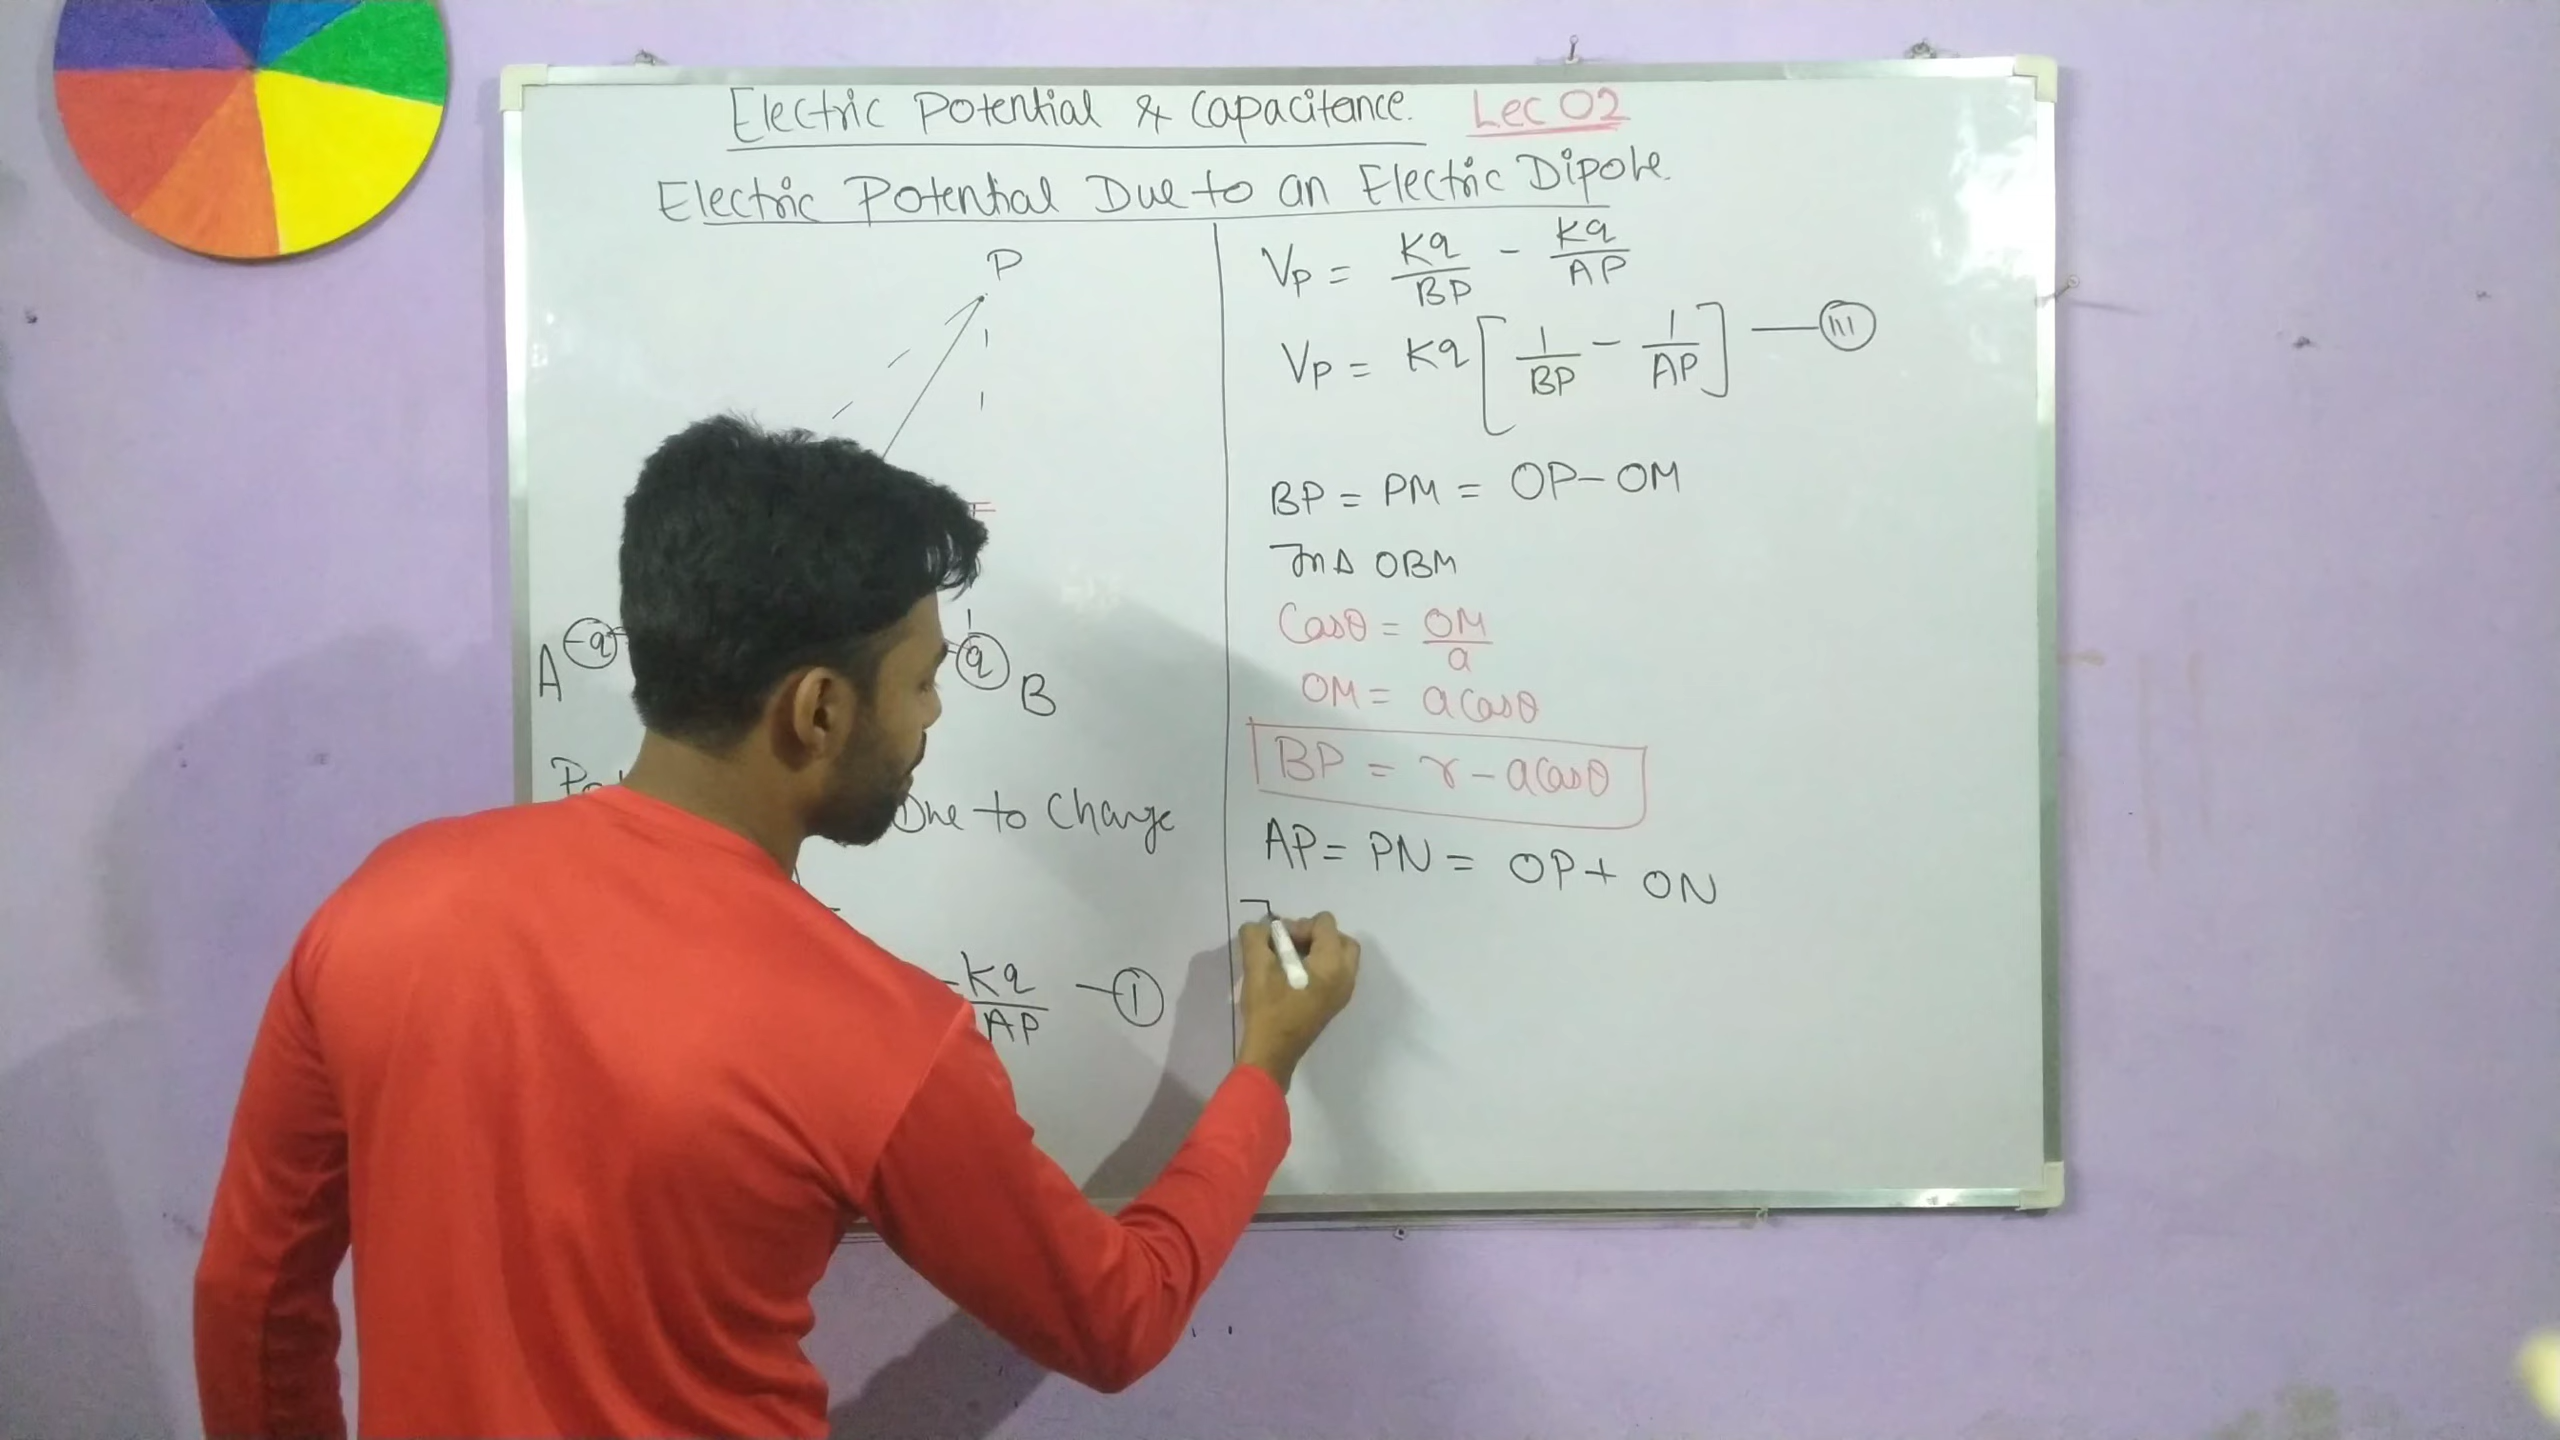 Electric Potential & Capacitance. Lec 02
Electric Potential Due to an Electric Dipole.
P
A -q
q B
Due to Charge
-Kq/AP — (I)
Vp = Kq/BP - Kq/AP
Vp = Kq [1/BP - 1/AP] — (III)
BP = PM = OP - OM
In Δ OBM
Cosθ = OM/a
OM = a Cosθ
BP = r - a Cosθ
AP = PN = OP + ON